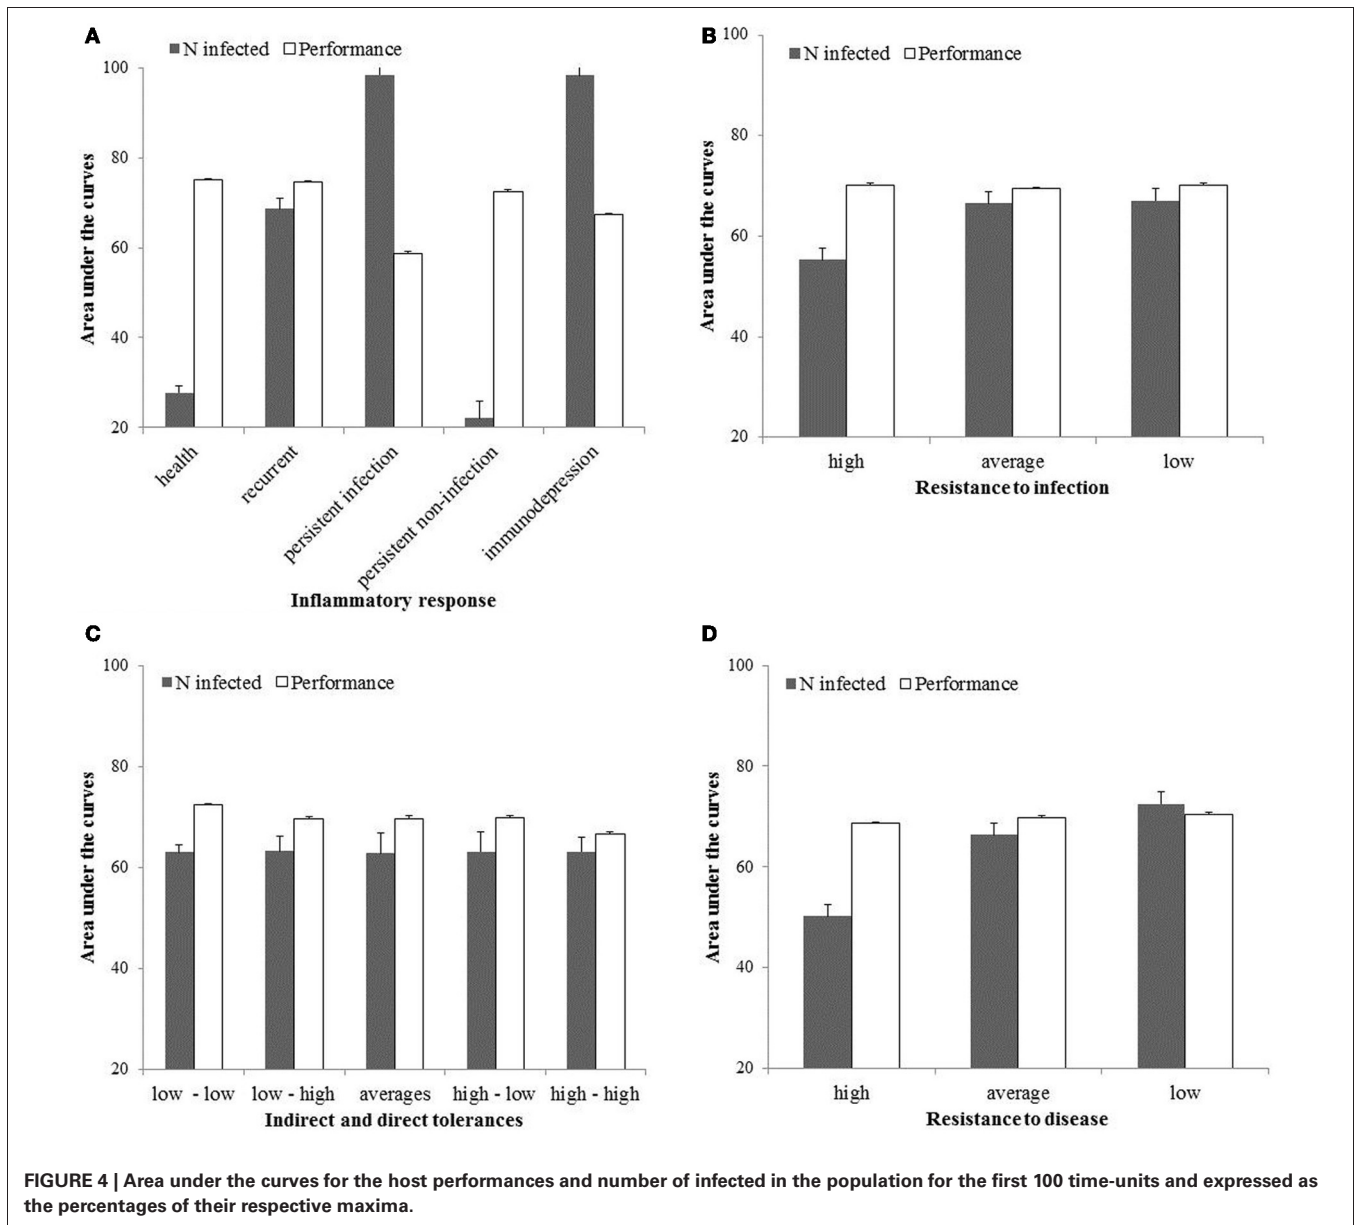 A
N infected Performance
100
80
60
40
20
Area under the curves
health
recurrent
persistent infection
persistent non-infection
immunodepression
Inflammatory response
B
N infected Performance
100
80
60
40
20
Area under the curves
high average low
Resistance to infection
C
N infected Performance
100
80
60
40
20
Area under the curves
low - low low - high averages high - low high - high
Indirect and direct tolerances
D
N infected Performance
100
80
60
40
20
Area under the curves
high average low
Resistance to disease
FIGURE 4 | Area under the curves for the host performances and number of infected in the population for the first 100 time-units and expressed as
the percentages of their respective maxima.